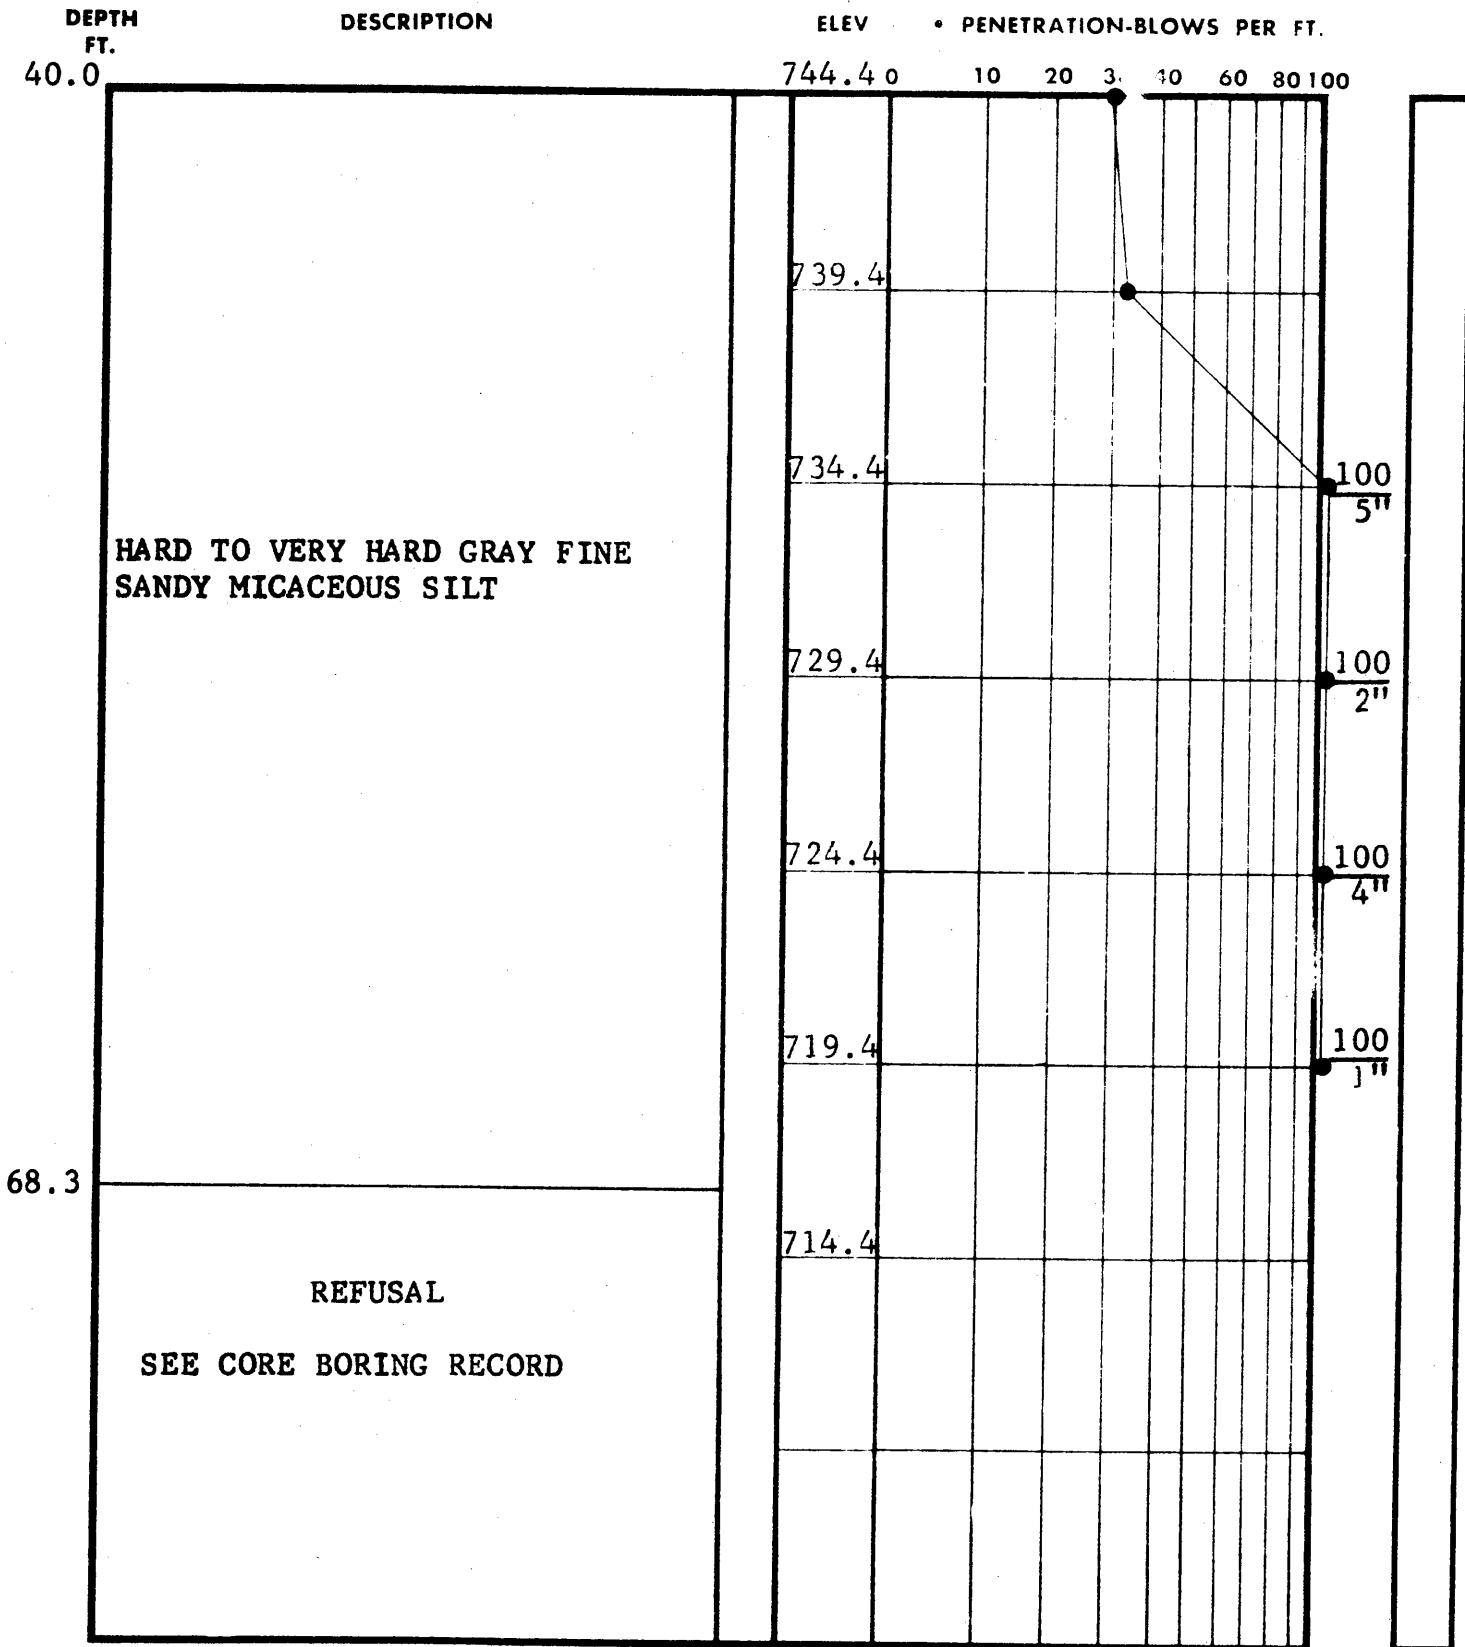 DEPTH FT.
DESCRIPTION
ELEV
• PENETRATION-BLOWS PER FT.
40.0
744.4 0 10 20 3 40 60 80 100
739.4
734.4
100
5"
HARD TO VERY HARD GRAY FINE
SANDY MICACEOUS SILT
729.4
100
2"
724.4
100
4"
719.4
100
1"
68.3
714.4
REFUSAL
SEE CORE BORING RECORD